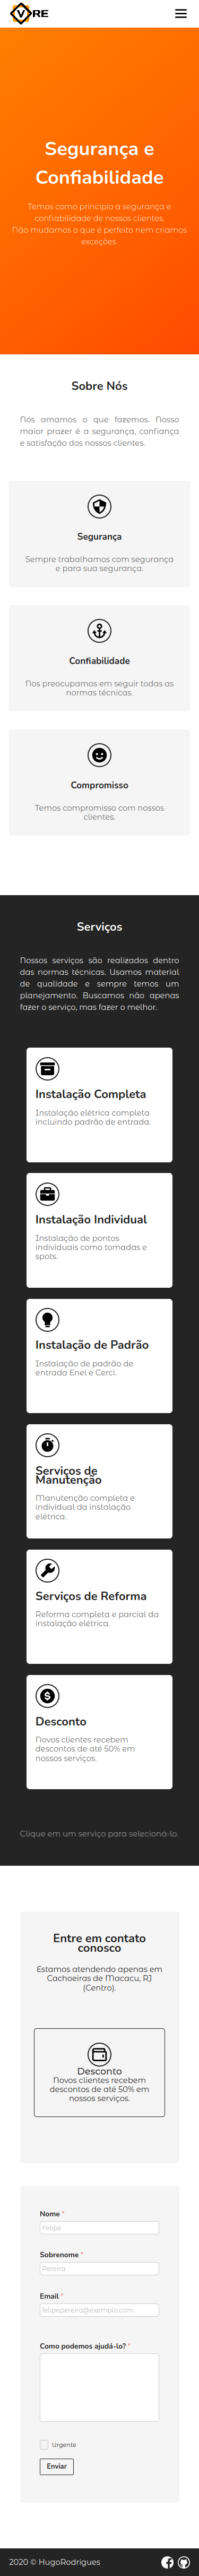 VRE
Segurança e
Confiabilidade
Temos como principio a segurança e
confiabilidade de nossos clientes.
Não mudamos o que é perfeito nem criamos
exceções.
Sobre Nós
Nós amamos o que fazemos. Nosso
maior prazer é a segurança, confiança
e satisfação dos nossos clientes.
Segurança
Sempre trabalhamos com segurança
e para sua segurança.
Confiabilidade
Nos preocupamos em seguir todas as
normas técnicas.
Compromisso
Temos compromisso com nossos
clientes.
Serviços
Nossos serviços são realizados dentro
das normas técnicas. Usamos material
de qualidade e sempre temos um
planejamento. Buscamos não apenas
fazer o serviço, mas fazer o melhor.
Instalação Completa
Instalação elétrica completa
incluindo padrão de entrada.
Instalação Individual
Instalação de pontos
individuais como tomadas e
spots.
Instalação de Padrão
Instalação de padrão de
entrada Enel e Cerci.
Serviços de
Manutenção
Manutenção completa e
individual da instalação
elétrica.
Serviços de Reforma
Reforma completa e parcial da
instalação elétrica.
Desconto
Novos clientes recebem
descontos de até 50% em
nossos serviços.
Clique em um serviço para selecioná-lo.
Entre em contato
conosco
Estamos atendendo apenas em
Cachoeiras de Macacu, RJ
(Centro).
Desconto
Novos clientes recebem
descontos de até 50% em
nossos serviços.
Nome *
Felipe
Sobrenome *
Pereira
Email *
felipepereira@exemplo.com
Como podemos ajudá-lo? *
Urgente
Enviar
2020 © HugoRodrigues